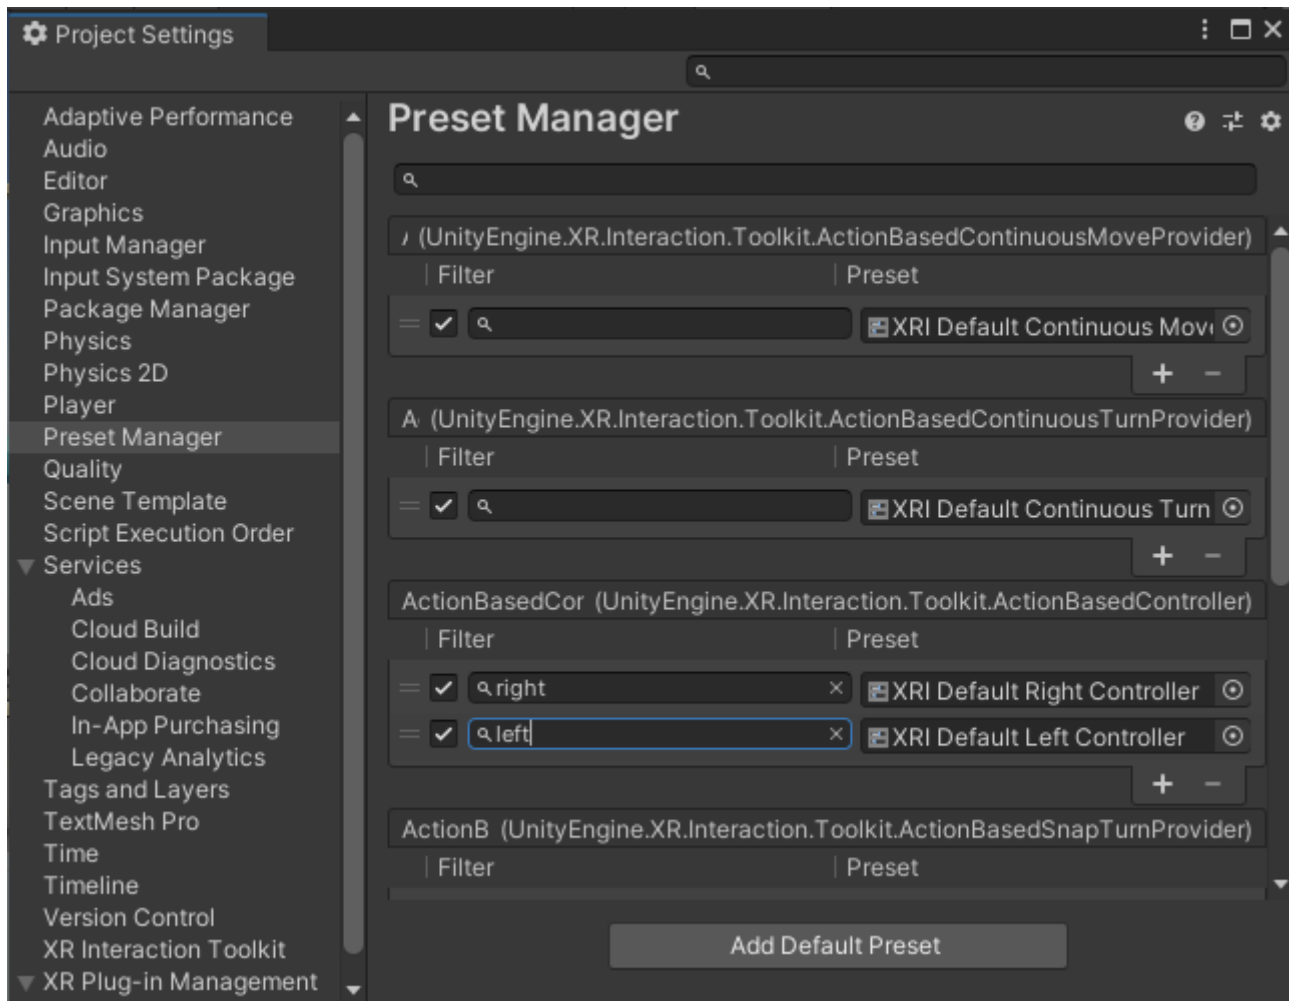 Project Settings
Adaptive Performance
Audio
Editor
Graphics
Input Manager
Input System Package
Package Manager
Physics
Physics 2D
Player
Preset Manager
Quality
Scene Template
Script Execution Order
Services
Ads
Cloud Build
Cloud Diagnostics
Collaborate
In-App Purchasing
Legacy Analytics
Tags and Layers
TextMesh Pro
Time
Timeline
Version Control
XR Interaction Toolkit
XR Plug-in Management
Preset Manager
(UnityEngine.XR.Interaction.Toolkit.ActionBasedContinuousMoveProvider)
Filter Preset
XRI Default Continuous Mov
A (UnityEngine.XR.Interaction.Toolkit.ActionBasedContinuousTurnProvider)
Filter Preset
XRI Default Continuous Turn
ActionBasedCor (UnityEngine.XR.Interaction.Toolkit.ActionBasedController)
Filter Preset
right XRI Default Right Controller
left XRI Default Left Controller
ActionB (UnityEngine.XR.Interaction.Toolkit.ActionBasedSnapTurnProvider)
Filter Preset
Add Default Preset